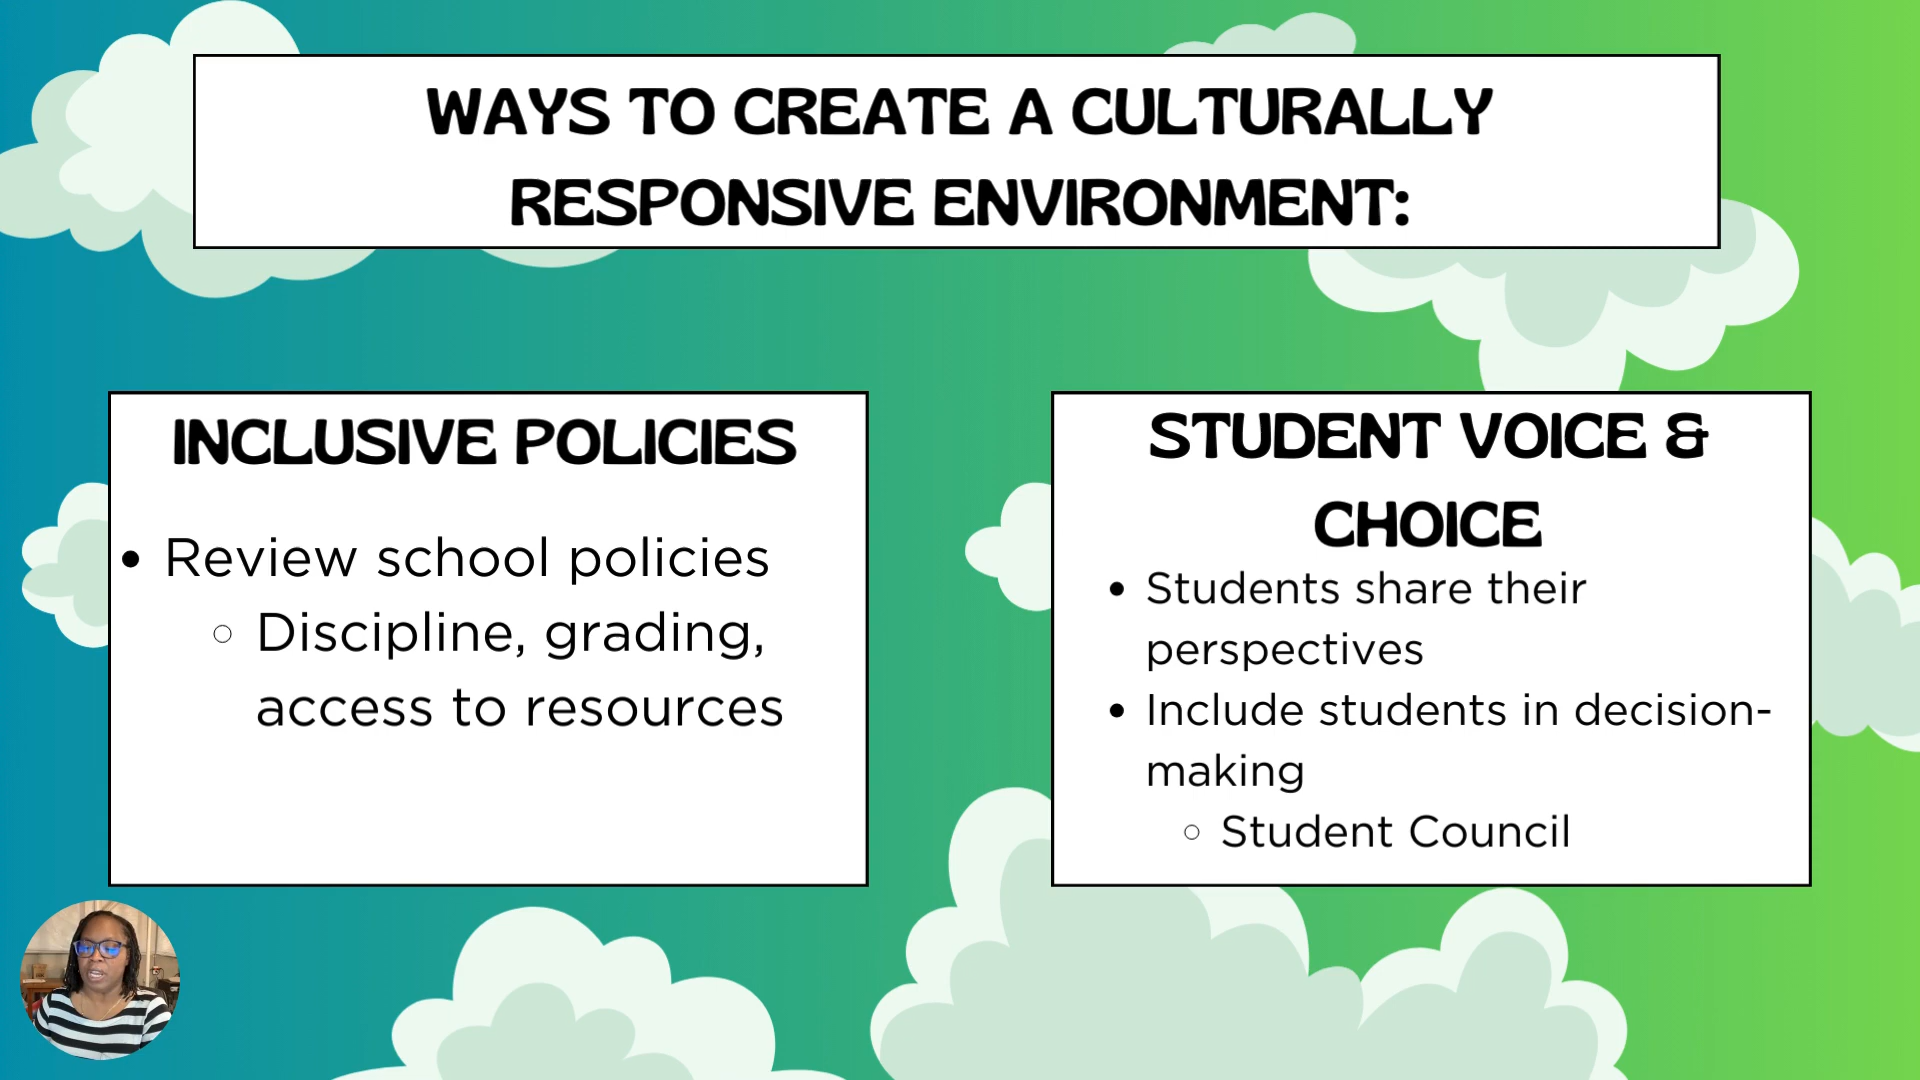 WAYS TO CREATE A CULTURALLY
RESPONSIVE ENVIRONMENT:
INCLUSIVE POLICIES
• Review school policies
○ Discipline, grading,
access to resources
STUDENT VOICE &
CHOICE
• Students share their
perspectives
• Include students in decision-
making
○ Student Council